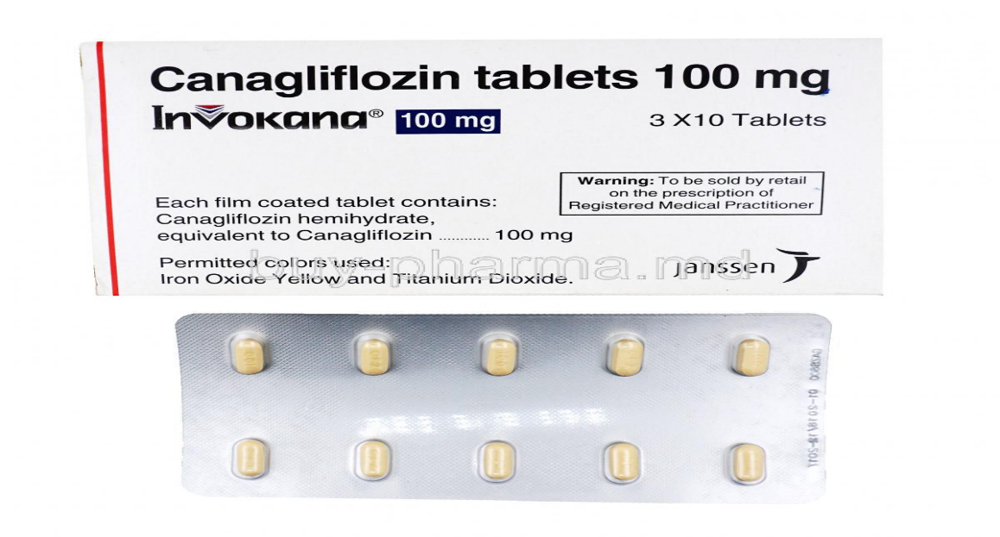 Canagliflozin tablets 100 mg
Invokana® 100 mg
3 X10 Tablets
Warning: To be sold by retail
on the prescription of
Registered Medical Practitioner
Each film coated tablet contains:
Canagliflozin hemihydrate,
equivalent to Canagliflozin ............ 100 mg
Permitted colors used:
Iron Oxide Yellow and Titanium Dioxide.
janssen
buy-pharma.md